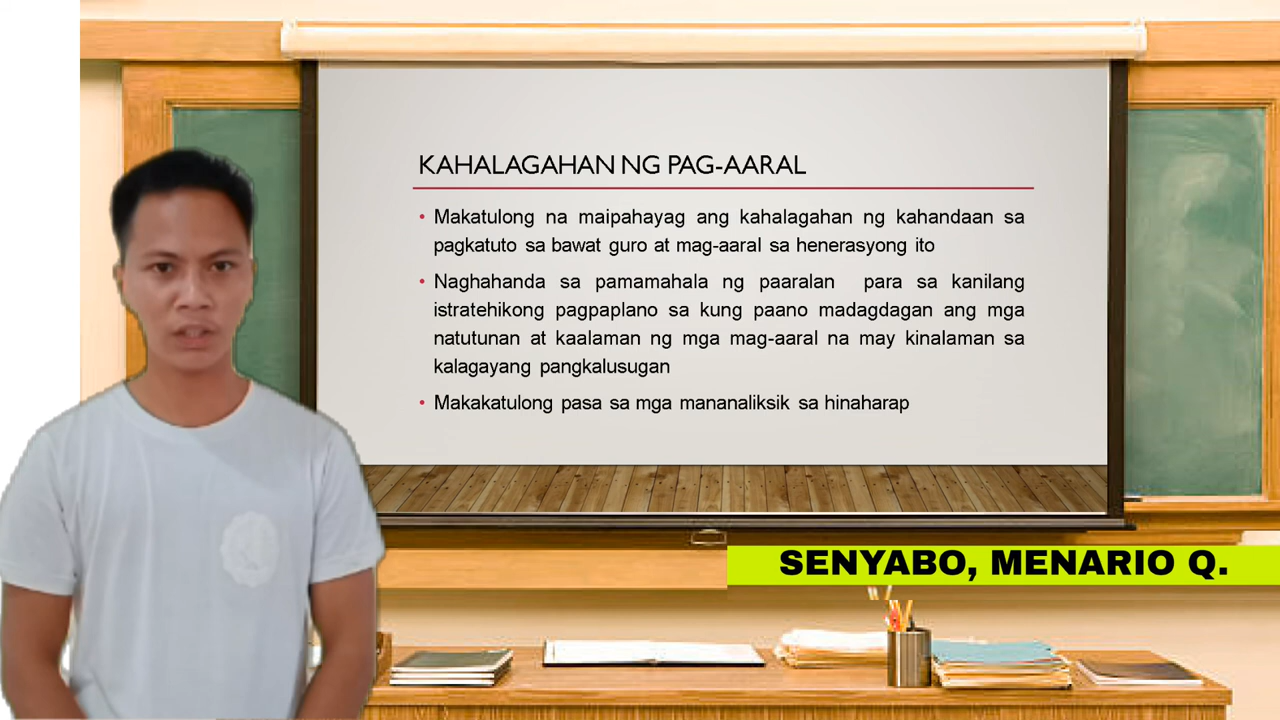 KAHALAGAHAN NG PAG-AARAL
• Makatulong na maipahayag ang kahalagahan ng kahandaan sa
pagkatuto sa bawat guro at mag-aaral sa henerasyong ito
• Naghahanda sa pamamahala ng paaralan para sa kanilang
istratehikong pagpaplano sa kung paano madagdagan ang mga
natutunan at kaalaman ng mga mag-aaral na may kinalaman sa
kalagayang pangkalusugan
• Makakatulong pasa sa mga mananaliksik sa hinaharap
SENYABO, MENARIO Q.